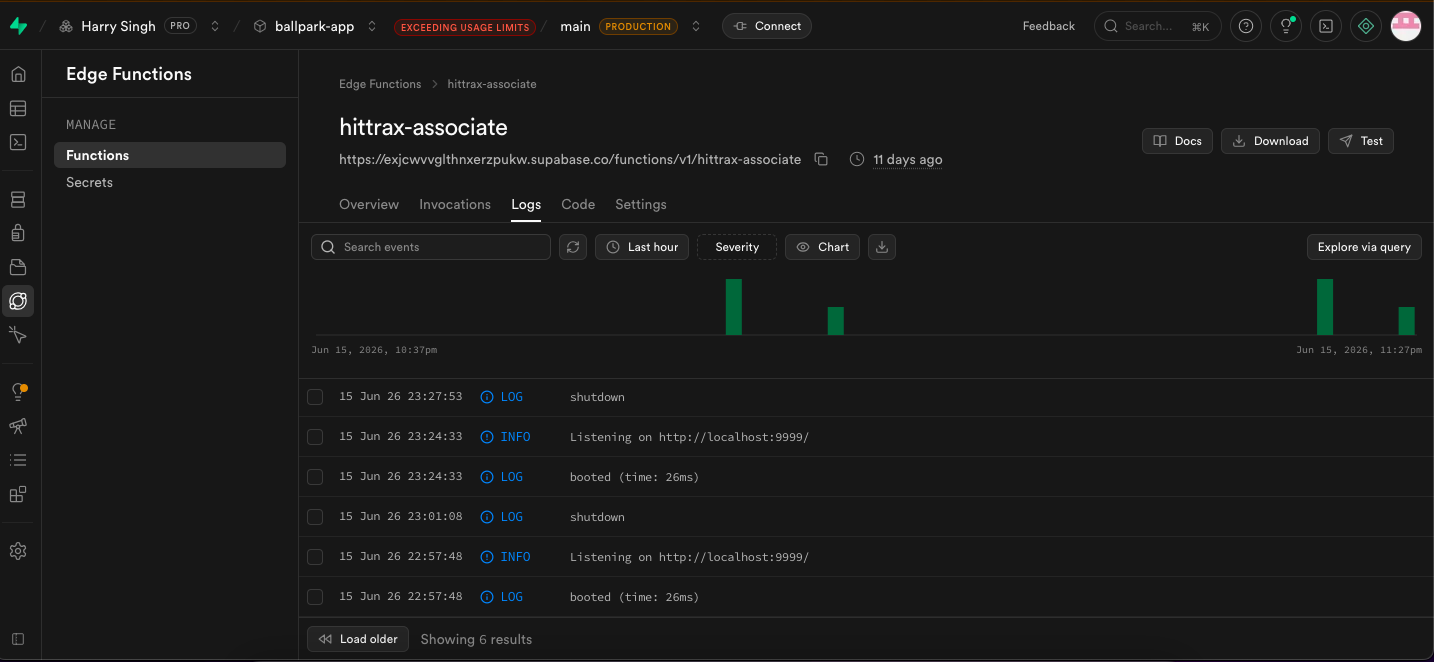 Harry Singh PRO ballpark-app EXCEEDING USAGE LIMITS main PRODUCTION Connect Feedback Search... ⌘K
Edge Functions
MANAGE
Functions
Secrets
Edge Functions > hittrax-associate
hittrax-associate
https://exjcwvvglthnxerzpukw.supabase.co/functions/v1/hittrax-associate 11 days ago
Docs Download Test
Overview Invocations Logs Code Settings
Search events Last hour Severity Chart Explore via query
Jun 15, 2026, 10:37pm Jun 15, 2026, 11:27pm
15 Jun 26 23:27:53 LOG shutdown
15 Jun 26 23:24:33 INFO Listening on http://localhost:9999/
15 Jun 26 23:24:33 LOG booted (time: 26ms)
15 Jun 26 23:01:08 LOG shutdown
15 Jun 26 22:57:48 INFO Listening on http://localhost:9999/
15 Jun 26 22:57:48 LOG booted (time: 26ms)
Load older Showing 6 results